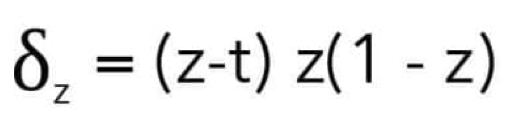 δz = (z-t) z(1 - z)